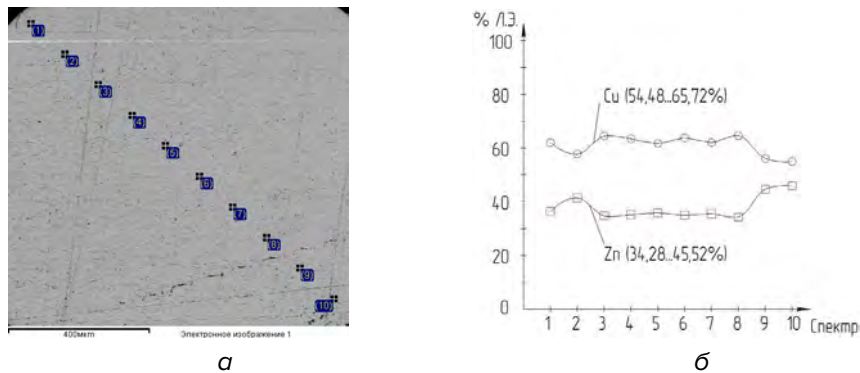 (1)
(2)
(3)
(4)
(5)
(6)
(7)
(8)
(9)
(10)
400мкm
Электронное изображение 1
а
% Л.Э.
100
80
60
40
20
0
Cu (54,48...65,72%)
Zn (34,28...45,52%)
1 2 3 4 5 6 7 8 9 10 Спектр
б